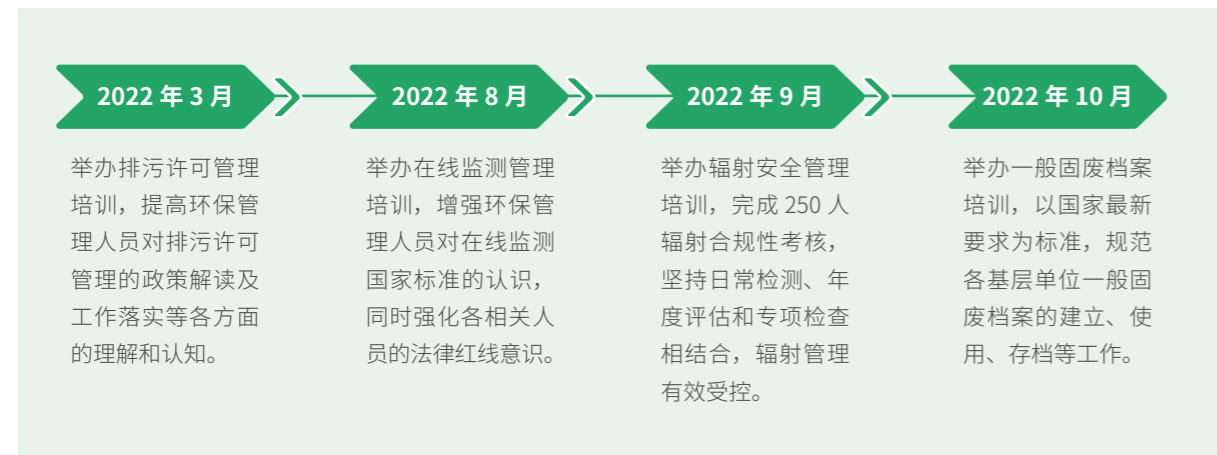 2022 年 3 月
举办排污许可管理
培训，提高环保管
理人员对排污许可
管理的政策解读及
工作落实等各方面
的理解和认知。
2022 年 8 月
举办在线监测管理
培训，增强环保管
理人员对在线监测
国家标准的认识，
同时强化各相关人
员的法律红线意识。
2022 年 9 月
举办辐射安全管理
培训，完成 250 人
辐射合规性考核，
坚持日常检测、年
度评估和专项检查
相结合，辐射管理
有效受控。
2022 年 10 月
举办一般固废档案
培训，以国家最新
要求为标准，规范
各基层单位一般固
废档案的建立、使
用、存档等工作。